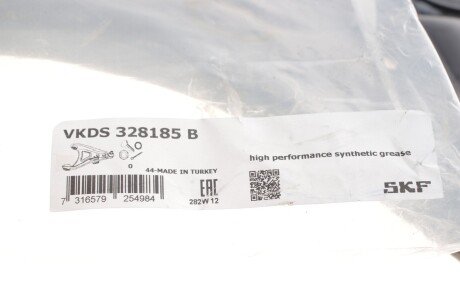 VKDS 328185 B
44-MADE IN TURKEY
high performance synthetic grease
7 316579 254984
EAC
282W 12
SKF